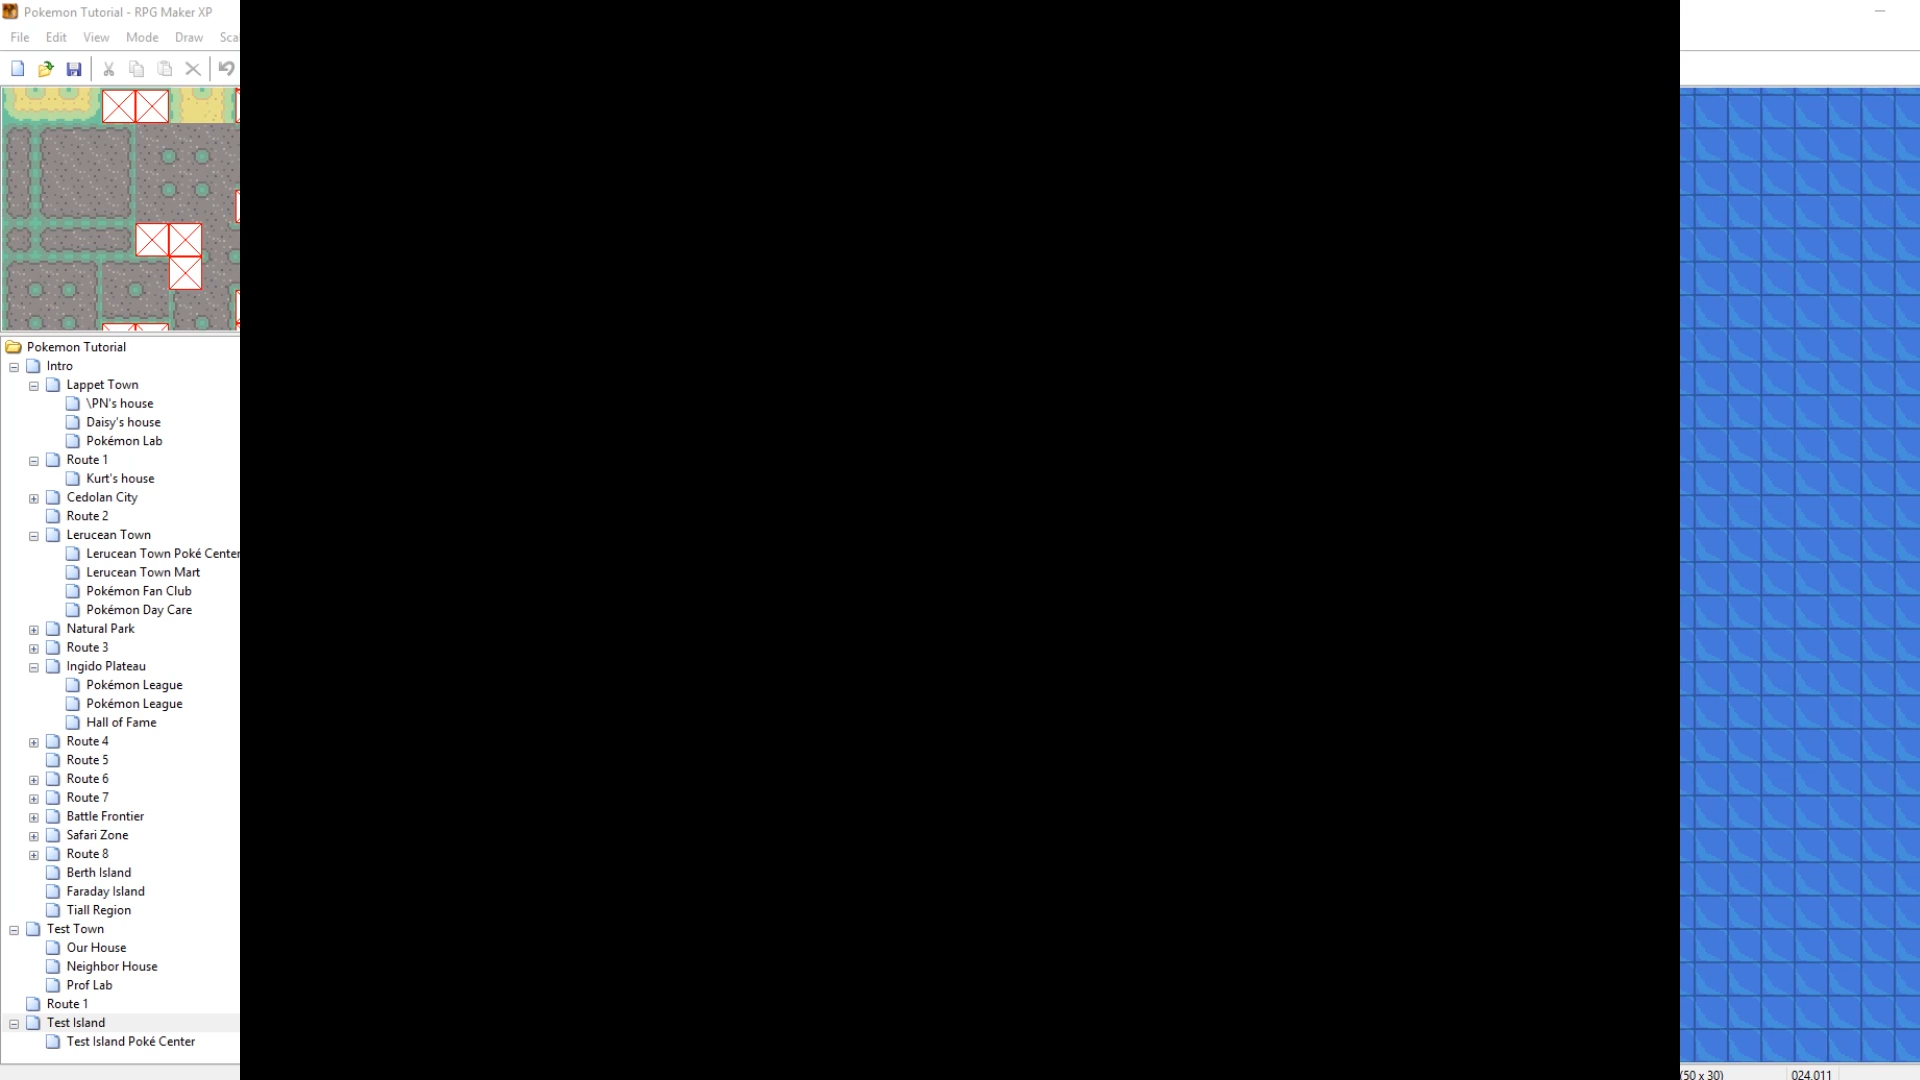 Pokemon Tutorial - RPG Maker XP
File Edit View Mode Draw Sca
Pokemon Tutorial
Intro
Lappet Town
\PN's house
Daisy's house
Pokémon Lab
Route 1
Kurt's house
Cedolan City
Route 2
Lerucean Town
Lerucean Town Poké Center
Lerucean Town Mart
Pokémon Fan Club
Pokémon Day Care
Natural Park
Route 3
Ingido Plateau
Pokémon League
Pokémon League
Hall of Fame
Route 4
Route 5
Route 6
Route 7
Battle Frontier
Safari Zone
Route 8
Berth Island
Faraday Island
Tiall Region
Test Town
Our House
Neighbor House
Prof Lab
Route 1
Test Island
Test Island Poké Center
(50 x 30) 024.011